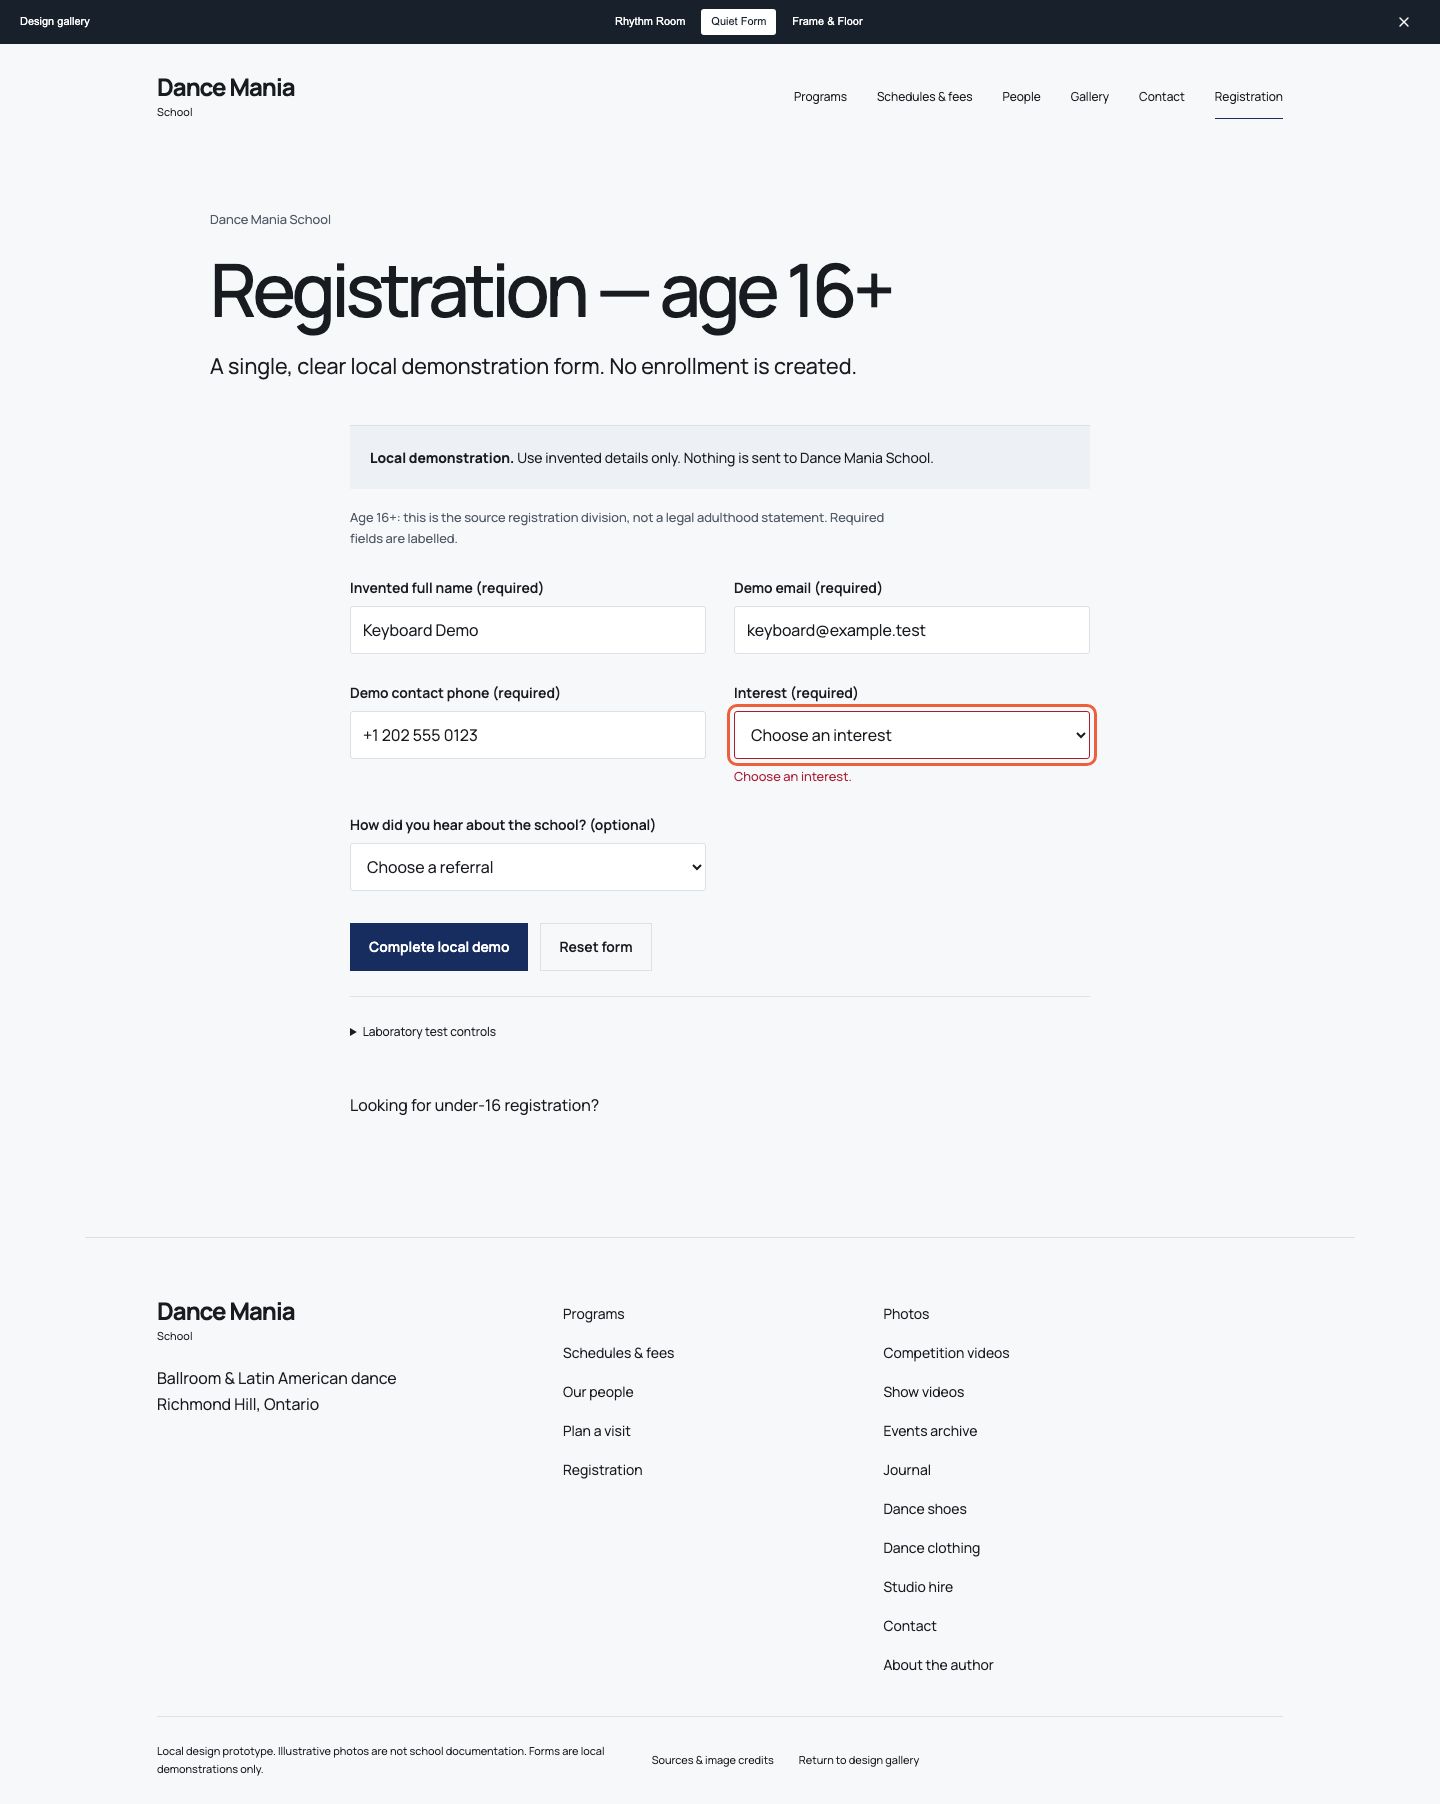 Design gallery
Rhythm Room
Quiet Form
Frame & Floor
×
Dance Mania
School
Programs
Schedules & fees
People
Gallery
Contact
Registration
Dance Mania School
Registration — age 16+
A single, clear local demonstration form. No enrollment is created.
Local demonstration. Use invented details only. Nothing is sent to Dance Mania School.
Age 16+: this is the source registration division, not a legal adulthood statement. Required
fields are labelled.
Invented full name (required)
Keyboard Demo
Demo email (required)
keyboard@example.test
Demo contact phone (required)
+1 202 555 0123
Interest (required)
Choose an interest
Choose an interest.
How did you hear about the school? (optional)
Choose a referral
Complete local demo
Reset form
Laboratory test controls
Looking for under-16 registration?
Dance Mania
School
Ballroom & Latin American dance
Richmond Hill, Ontario
Programs
Schedules & fees
Our people
Plan a visit
Registration
Photos
Competition videos
Show videos
Events archive
Journal
Dance shoes
Dance clothing
Studio hire
Contact
About the author
Local design prototype. Illustrative photos are not school documentation. Forms are local
demonstrations only.
Sources & image credits
Return to design gallery